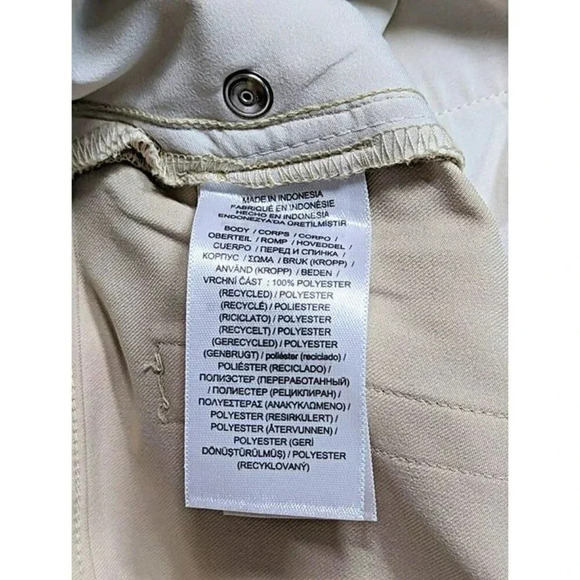 MADE IN INDONESIA
FABRIQUÉ EN INDONÉSIE
HECHO EN INDONESIA
ENDONEZYA'DA ÜRETİLMİŞTİR
BODY / CORPS / CORPO /
OBERTEIL / ROMP / HOVEDDEL /
CUERPO / ПЕРЕД И СПИНКА /
КОРПУС / ΣΩΜΑ / BRUK (KROPP) /
ANVÄND (KROPP) / BEDEN /
VRCHNÍ ČÁST : 100% POLYESTER
(RECYCLED) / POLYESTER
(RECYCLÉ) / POLIESTERE
(RICICLATO) / POLYESTER
(RECYCELT) / POLYESTER
(GERECYCLED) / POLYESTER
(GENBRUGT) / poliéster (reciclado) /
POLIÉSTER (RECICLADO) /
ПОЛИЭСТЕР (ПЕРЕРАБОТАННЫЙ)
/ ПОЛИЕСТЕР (РЕЦИКЛИРАН) /
ΠΟΛΥΕΣΤΕΡΑΣ (ΑΝΑΚΥΚΛΩΜΕΝΟ) /
POLYESTER (RESIRKULERT) /
POLYESTER (ÅTERVUNNEN) /
POLYESTER (GERİ
DÖNÜŞTÜRÜLMÜŞ) / POLYESTER
(RECYKLOVANÝ)